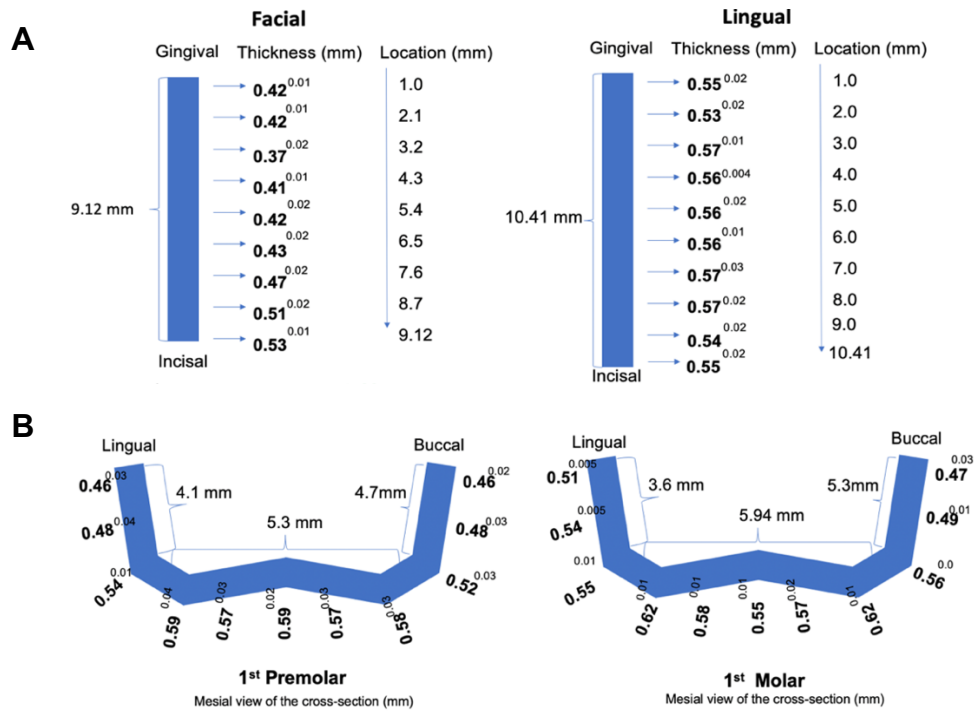 A
Facial
Gingival Thickness (mm) Location (mm)
0.42 0.01 1.0
0.42 0.01 2.1
0.37 0.02 3.2
0.41 0.01 4.3
9.12 mm 0.42 0.02 5.4
0.43 0.02 6.5
0.47 0.02 7.6
0.51 0.02 8.7
0.53 0.01 9.12
Incisal
Lingual
Gingival Thickness (mm) Location (mm)
0.55 0.02 1.0
0.53 0.02 2.0
0.57 0.01 3.0
0.56 0.004 4.0
10.41 mm 0.56 0.02 5.0
0.56 0.01 6.0
0.57 0.03 7.0
0.57 0.02 8.0
0.54 0.02 9.0
0.55 0.02 10.41
Incisal
B
Lingual Buccal
0.46 0.03 4.1 mm 4.7mm 0.46 0.02
0.48 0.04 5.3 mm 0.48 0.03
0.54 0.01 0.52 0.03
0.59 0.04 0.57 0.03 0.59 0.02 0.57 0.03 0.58 0.03
1st Premolar
Mesial view of the cross-section (mm)
Lingual Buccal
0.51 0.005 3.6 mm 5.3mm 0.47 0.03
0.54 0.005 5.94 mm 0.49 0.01
0.55 0.01 0.56 0.0
0.62 0.01 0.58 0.01 0.55 0.01 0.57 0.02 0.62 0.01
1st Molar
Mesial view of the cross-section (mm)